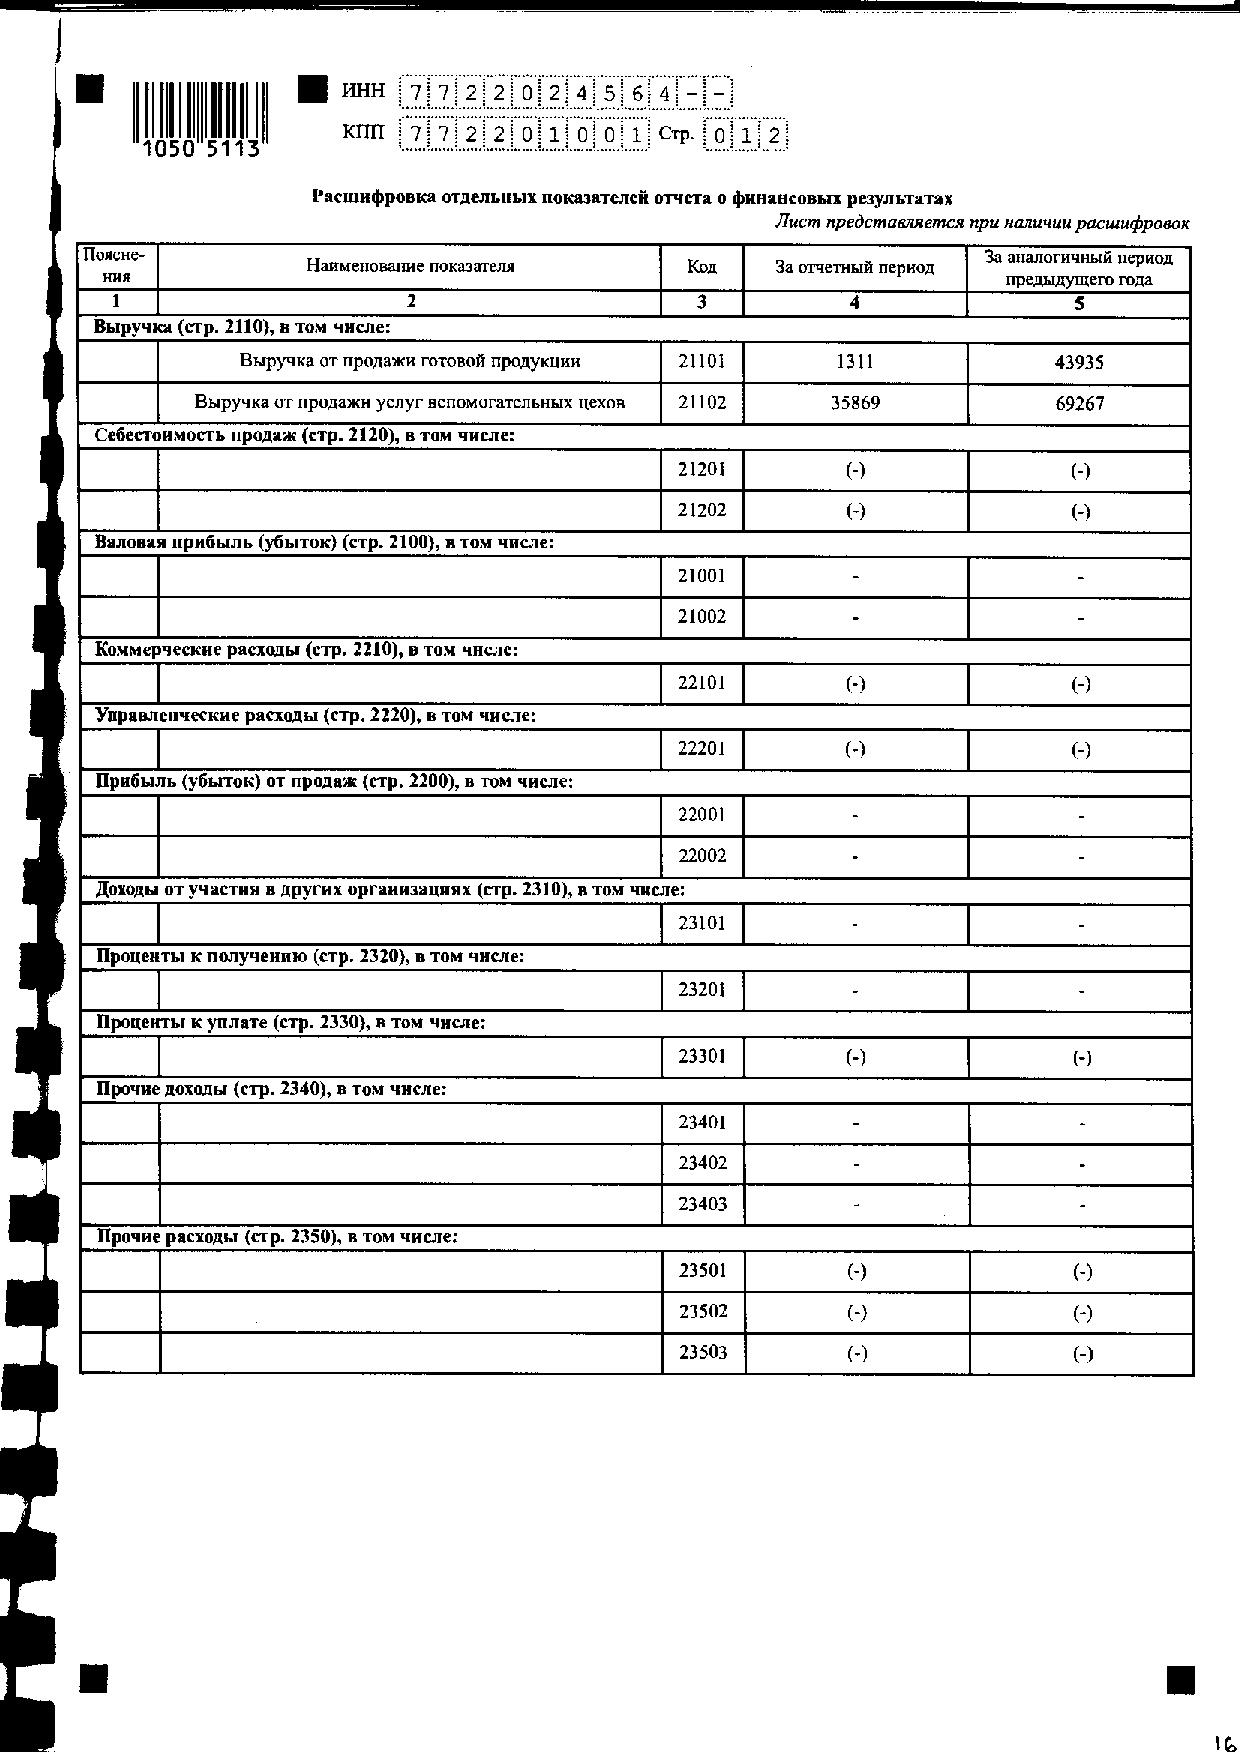 ИНН 7722024564--
КПП 772201001 Стр. 012
1050 5113
Расшифровка отдельных показателей отчета о финансовых результатах
Лист представляется при наличии расшифровок
Поясне-ния Наименование показателя Код За отчетный период За аналогичный период предыдущего года
1 2 3 4 5
Выручка (стр. 2110), в том числе:
Выручка от продажи готовой продукции 21101 1311 43935
Выручка от продажи услуг вспомогательных цехов 21102 35869 69267
Себестоимость продаж (стр. 2120), в том числе:
21201 (-) (-)
21202 (-) (-)
Валовая прибыль (убыток) (стр. 2100), в том числе:
21001 - -
21002 - -
Коммерческие расходы (стр. 2210), в том числе:
22101 (-) (-)
Управленческие расходы (стр. 2220), в том числе:
22201 (-) (-)
Прибыль (убыток) от продаж (стр. 2200), в том числе:
22001 - -
22002 - -
Доходы от участия в других организациях (стр. 2310), в том числе:
23101 - -
Проценты к получению (стр. 2320), в том числе:
23201 - -
Проценты к уплате (стр. 2330), в том числе:
23301 (-) (-)
Прочие доходы (стр. 2340), в том числе:
23401 - -
23402 - -
23403 - -
Прочие расходы (стр. 2350), в том числе:
23501 (-) (-)
23502 (-) (-)
23503 (-) (-)
16